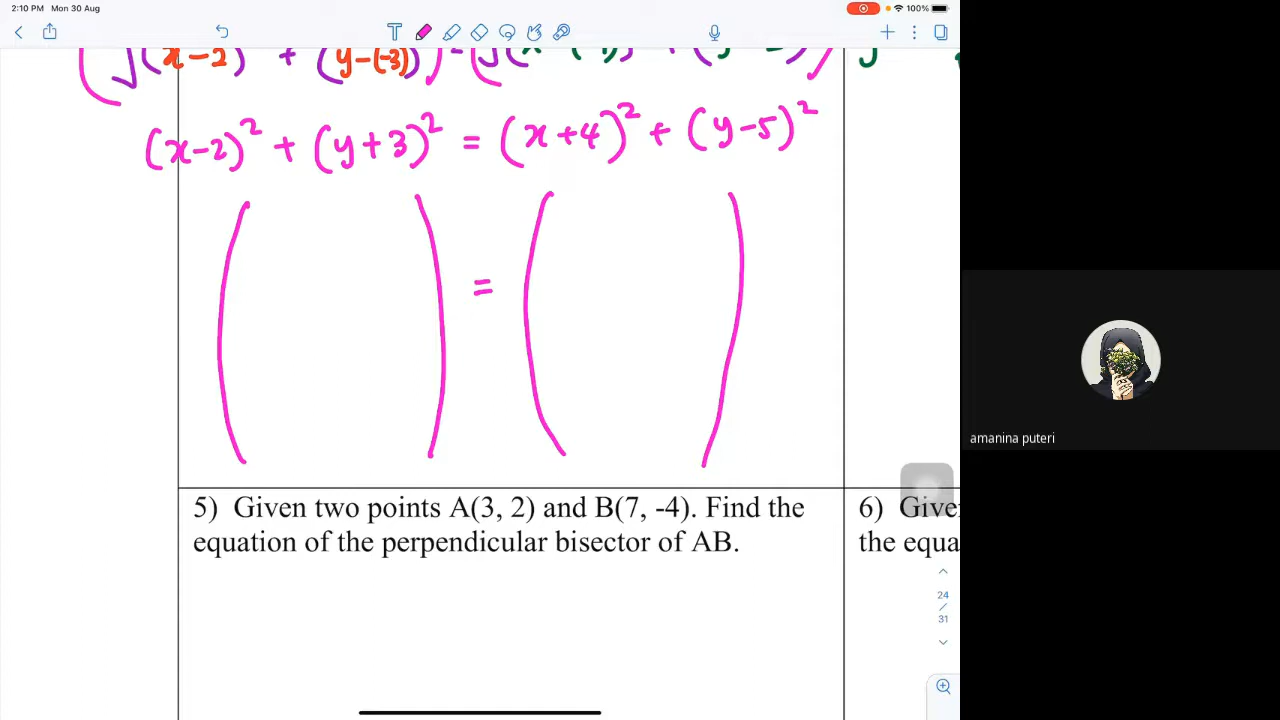 2:10 PM Mon 30 Aug
100%
(x-2)² + (y+3)² = (x+4)² + (y-5)²
( ) = ( )
5) Given two points A(3, 2) and B(7, -4). Find the
equation of the perpendicular bisector of AB.
6) Give
the equa
24
/
31
amanina puteri